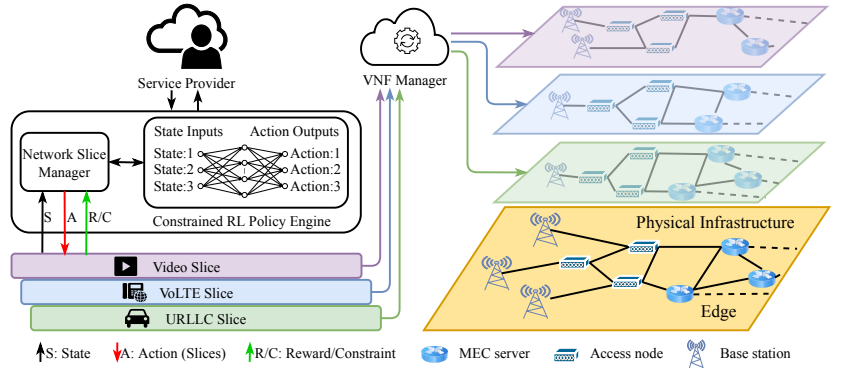 Service Provider
VNF Manager
Network Slice
Manager
State Inputs
Action Outputs
State:1
State:2
State:3
Action:1
Action:2
Action:3
S
A
R/C
Constrained RL Policy Engine
Video Slice
VoLTE Slice
URLLC Slice
Physical Infrastructure
Edge
S: State
A: Action (Slices)
R/C: Reward/Constraint
MEC server
Access node
Base station